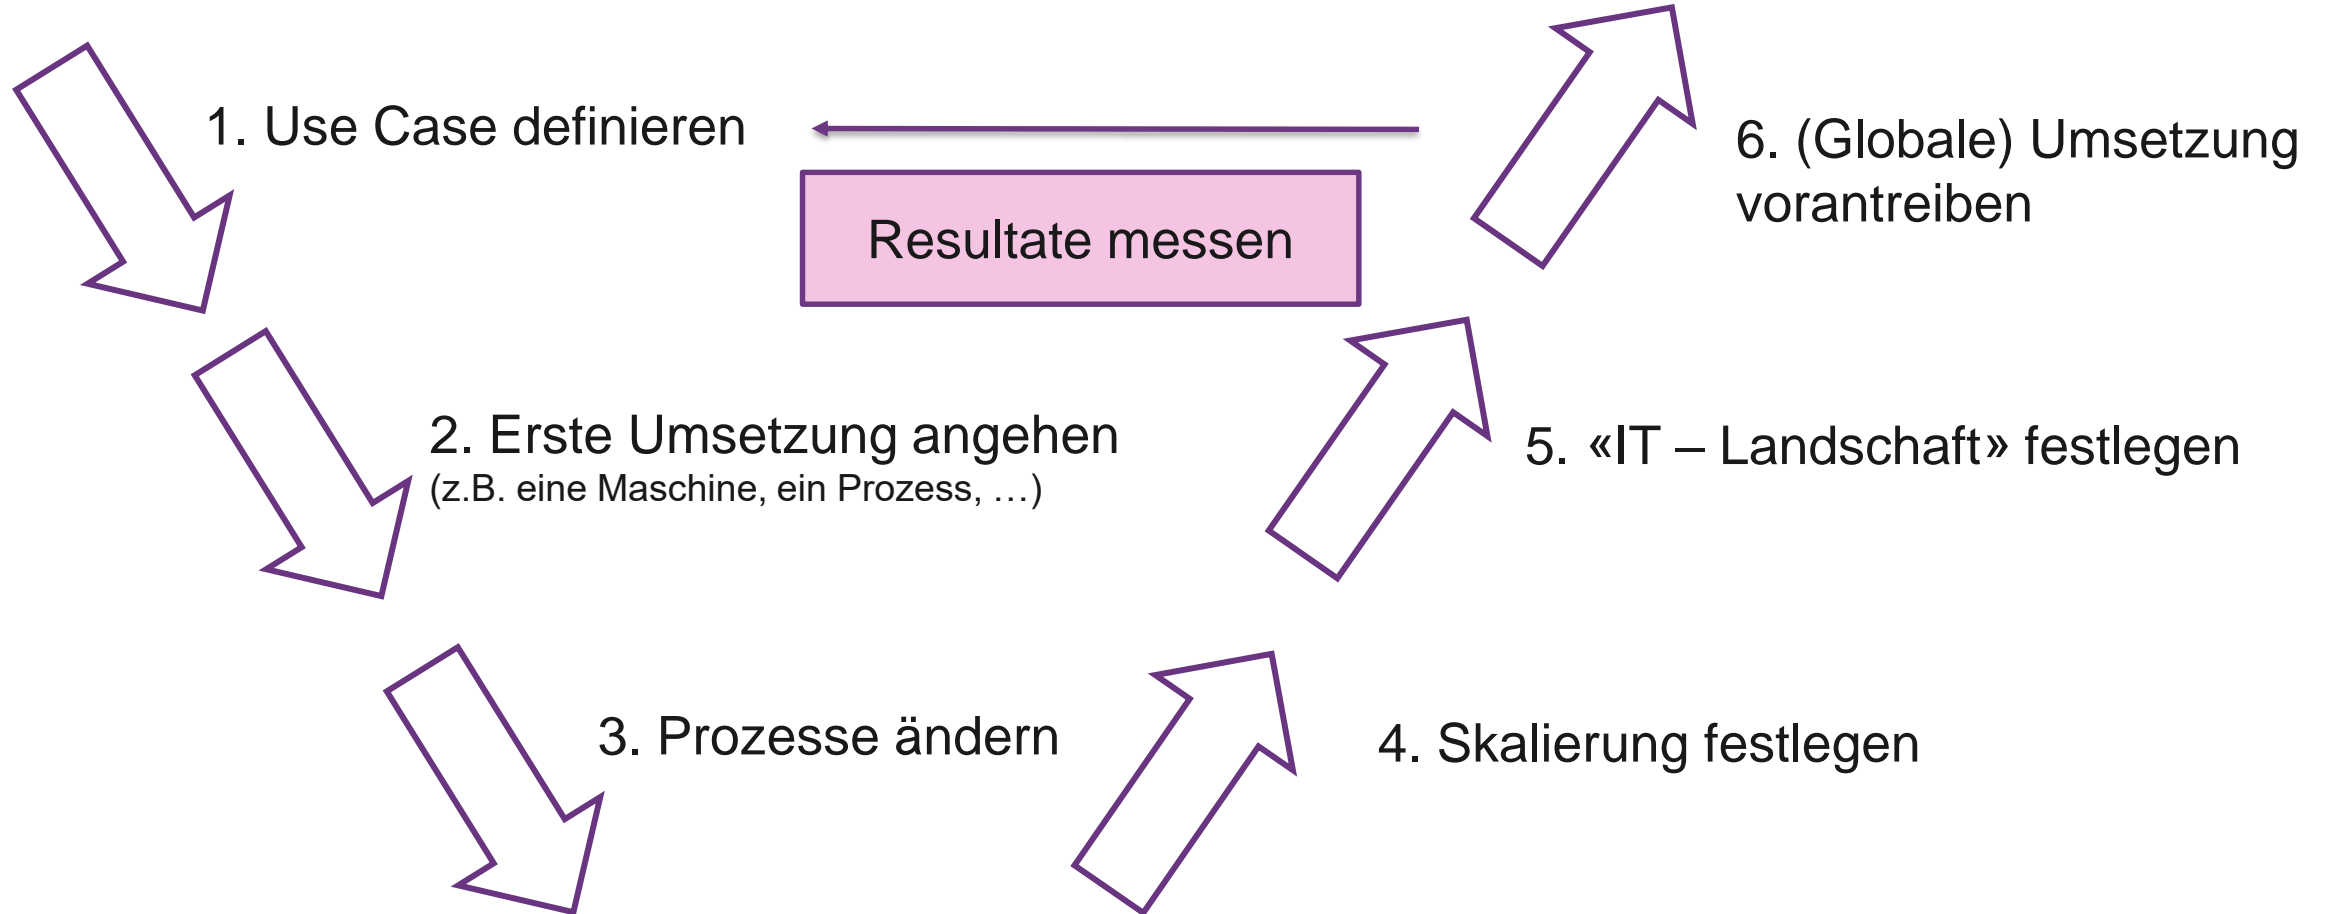 1. Use Case definieren
Resultate messen
2. Erste Umsetzung angehen
(z.B. eine Maschine, ein Prozess, …)
3. Prozesse ändern
4. Skalierung festlegen
5. «IT – Landschaft» festlegen
6. (Globale) Umsetzung
vorantreiben